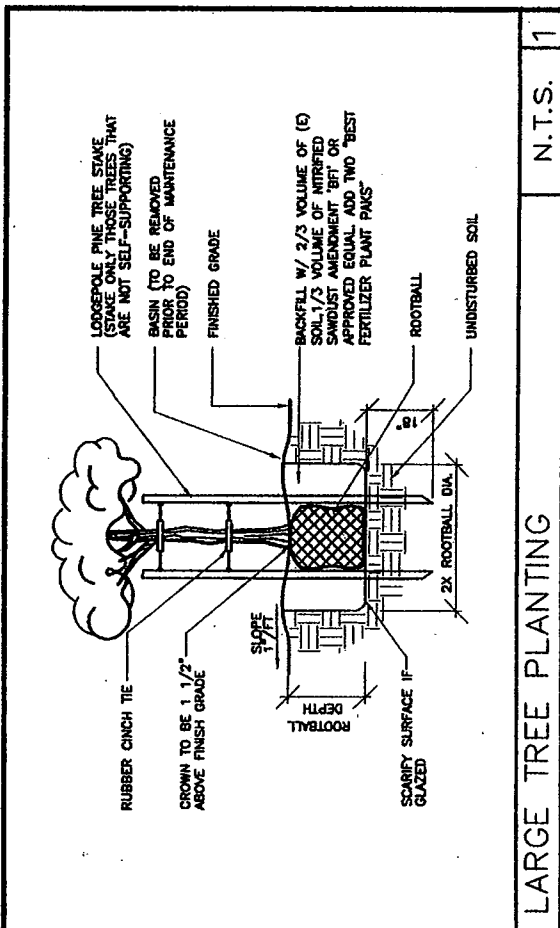 RUBBER CINCH TIE
CROWN TO BE 1 1/2"
ABOVE FINISH GRADE
SLOPE
1"/FT
ROOTBALL
DEPTH
SCARIFY SURFACE IF
GLAZED
LODGEPOLE PINE TREE STAKE
(STAKE ONLY THOSE TREES THAT
ARE NOT SELF-SUPPORTING)
BASIN (TO BE REMOVED
PRIOR TO END OF MAINTENANCE
PERIOD)
FINISHED GRADE
BACKFILL W/ 2/3 VOLUME OF (E)
SOIL, 1/3 VOLUME OF NITRIFIED
SAWDUST AMENDMENT 'BFI' OR
APPROVED EQUAL. ADD TWO "BEST
FERTILIZER PLANT PAKS"
ROOTBALL
UNDISTURBED SOIL
18"
2X ROOTBALL DIA.
LARGE TREE PLANTING
N.T.S.
1